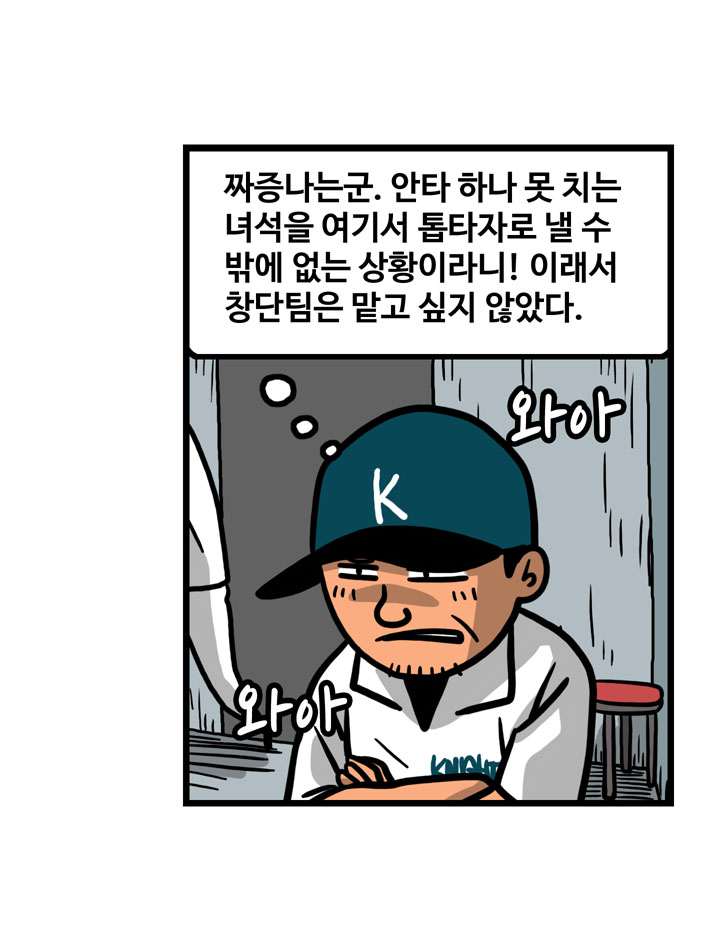 짜증나는군. 안타 하나 못 치는
녀석을 여기서 톱타자로 낼 수
밖에 없는 상황이라니! 이래서
창단팀은 맡고 싶지 않았다.
와아
K
와아
KNIGHT